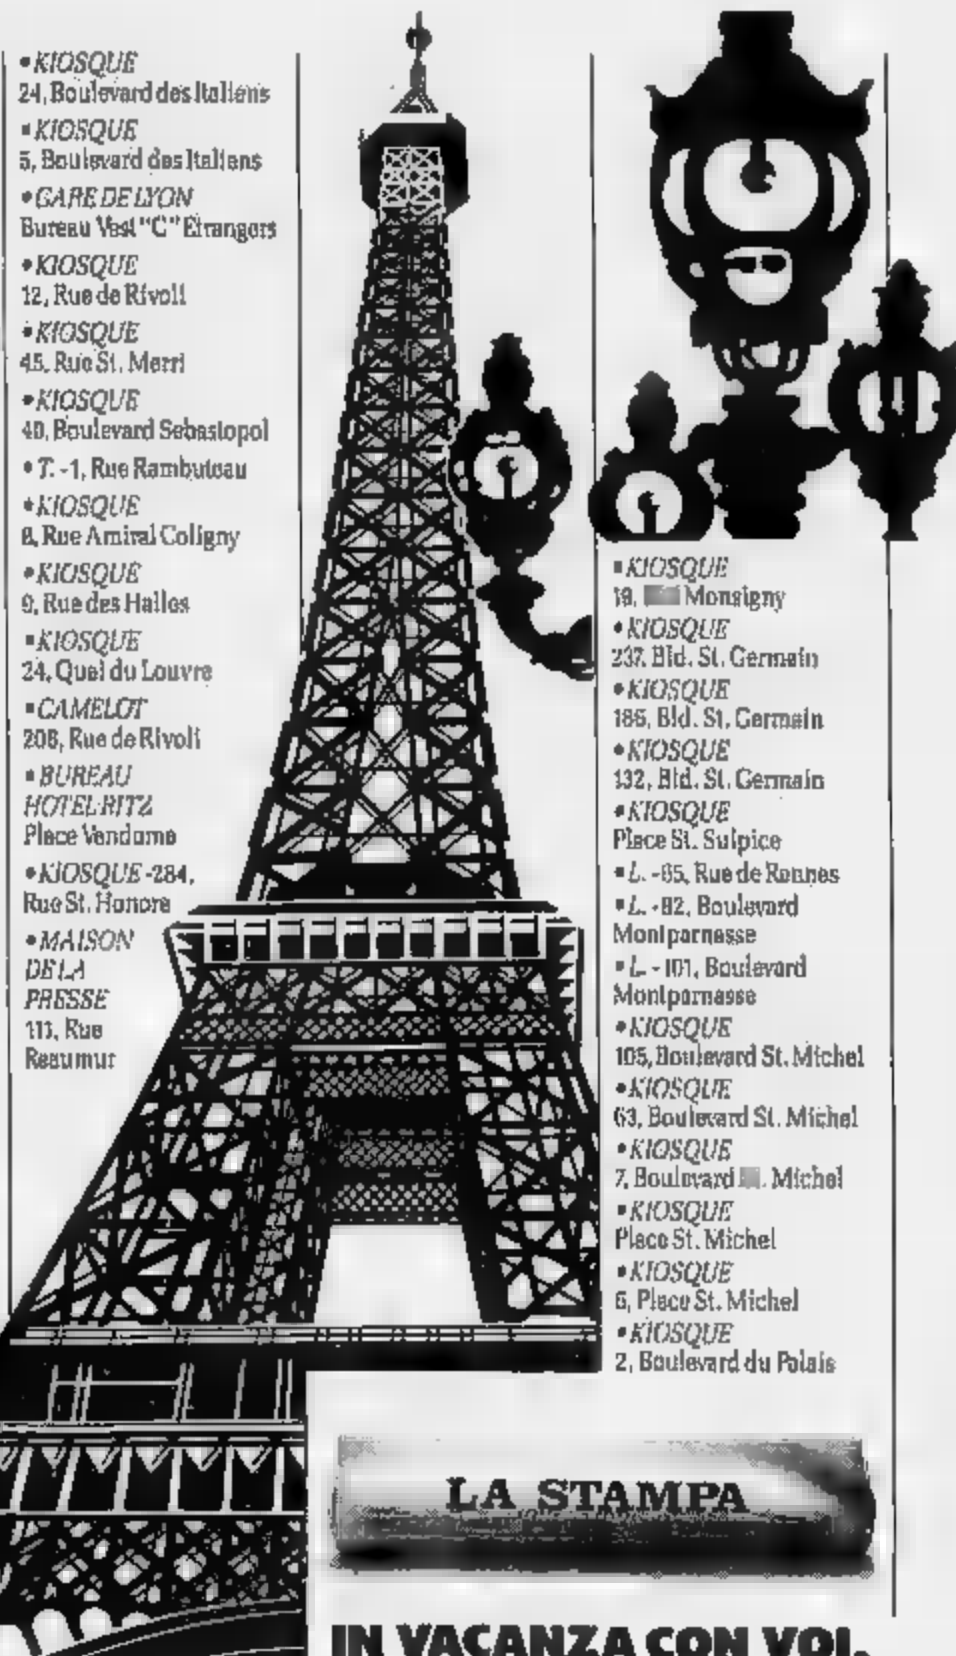 • KIOSQUE
24, Boulevard des Italiens
• KIOSQUE
5, Boulevard des Italiens
• GARE DE LYON
Bureau Vest "C" Etrangers
• KIOSQUE
12, Rue de Rivoli
• KIOSQUE
45, Rue St. Merri
• KIOSQUE
40, Boulevard Sebastopol
• T. - 1, Rue Rambuteau
• KIOSQUE
8, Rue Amiral Coligny
• KIOSQUE
9, Rue des Halles
• KIOSQUE
24, Quai du Louvre
• CAMELOT
208, Rue de Rivoli
• BUREAU
HOTEL RITZ
Place Vendome
• KIOSQUE - 284,
Rue St. Honore
• MAISON
DE LA
PRESSE
111, Rue
Reaumur
• KIOSQUE
19, Monsigny
• KIOSQUE
237, Bld. St. Germain
• KIOSQUE
186, Bld. St. Germain
• KIOSQUE
132, Bld. St. Germain
• KIOSQUE
Place St. Sulpice
• L. - 65, Rue de Rennes
• L. - 82, Boulevard
Montparnasse
• L. - 101, Boulevard
Montparnasse
• KIOSQUE
105, Boulevard St. Michel
• KIOSQUE
63, Boulevard St. Michel
• KIOSQUE
7, Boulevard Michel
• KIOSQUE
Place St. Michel
• KIOSQUE
6, Place St. Michel
• KIOSQUE
2, Boulevard du Palais
LA STAMPA
IN VACANZA CON VOI.